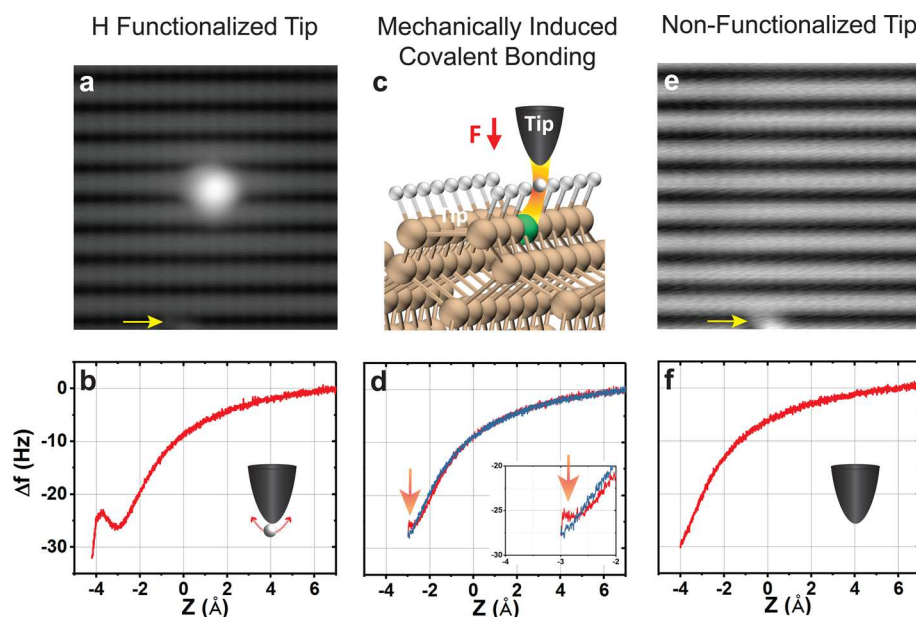 H Functionalized Tip
Mechanically Induced
Covalent Bonding
Non-Functionalized Tip
a
c
F
Tip
Tip
e
b
0
-10
-20
-30
Δf (Hz)
-4 -2 0 2 4 6
Z (Å)
d
-20
-25
-30
-3 -2
-4 -2 0 2 4 6
Z (Å)
f
-4 -2 0 2 4 6
Z (Å)